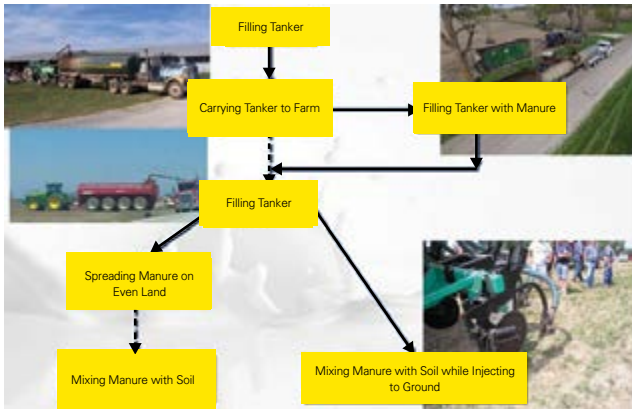 Filling Tanker
Carrying Tanker to Farm
Filling Tanker with Manure
Filling Tanker
Spreading Manure on
Even Land
Mixing Manure with Soil
Mixing Manure with Soil while Injecting
to Ground